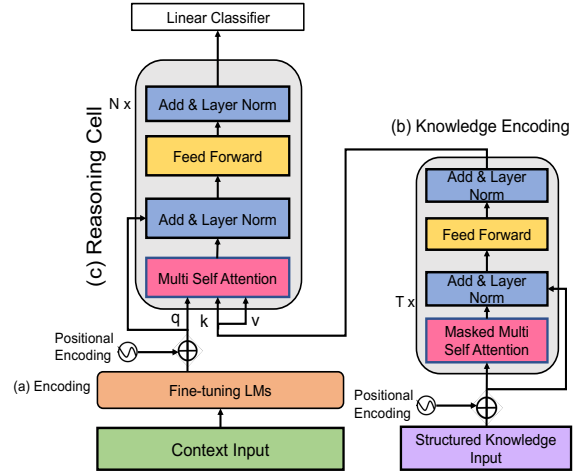 Linear Classifier
(c) Reasoning Cell
N x
Add & Layer Norm
Feed Forward
Add & Layer Norm
Multi Self Attention
q
k
v
Positional
Encoding
(a) Encoding
Fine-tuning LMs
Context Input
(b) Knowledge Encoding
Add & Layer
Norm
Feed Forward
Add & Layer
Norm
T x
Masked Multi
Self Attention
Positional
Encoding
Structured Knowledge
Input